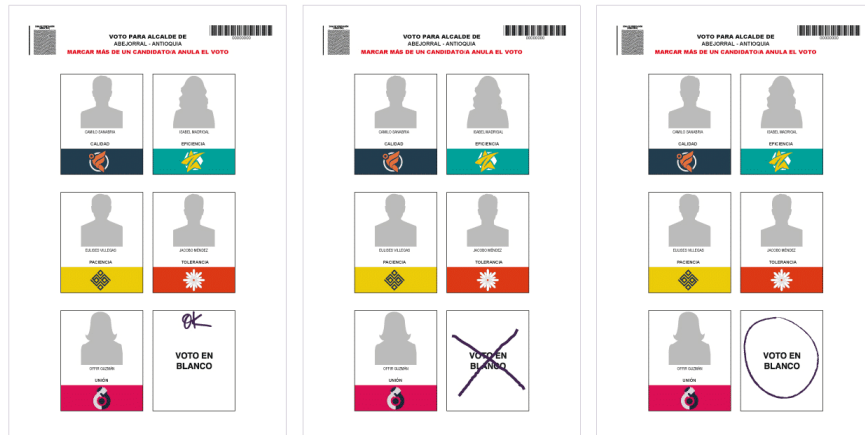 VOTO PARA ALCALDE DE
ABEJORRAL - ANTIOQUIA
MARCAR MÁS DE UN CANDIDATO/A ANULA EL VOTO
CAMILO SANABRIA
ISABEL MADRIGAL
CALIDAD
EFICIENCIA
EULISES VILLEGAS
JACOBO MÉNDEZ
PACIENCIA
TOLERANCIA
OK
VOTO EN
BLANCO
OFFIR GUZMÁN
UNIÓN
VOTO PARA ALCALDE DE
ABEJORRAL - ANTIOQUIA
MARCAR MÁS DE UN CANDIDATO/A ANULA EL VOTO
CAMILO SANABRIA
ISABEL MADRIGAL
CALIDAD
EFICIENCIA
EULISES VILLEGAS
JACOBO MÉNDEZ
PACIENCIA
TOLERANCIA
VOTO EN
BLANCO
OFFIR GUZMÁN
UNIÓN
VOTO PARA ALCALDE DE
ABEJORRAL - ANTIOQUIA
MARCAR MÁS DE UN CANDIDATO/A ANULA EL VOTO
CAMILO SANABRIA
ISABEL MADRIGAL
CALIDAD
EFICIENCIA
EULISES VILLEGAS
JACOBO MÉNDEZ
PACIENCIA
TOLERANCIA
VOTO EN
BLANCO
OFFIR GUZMÁN
UNIÓN